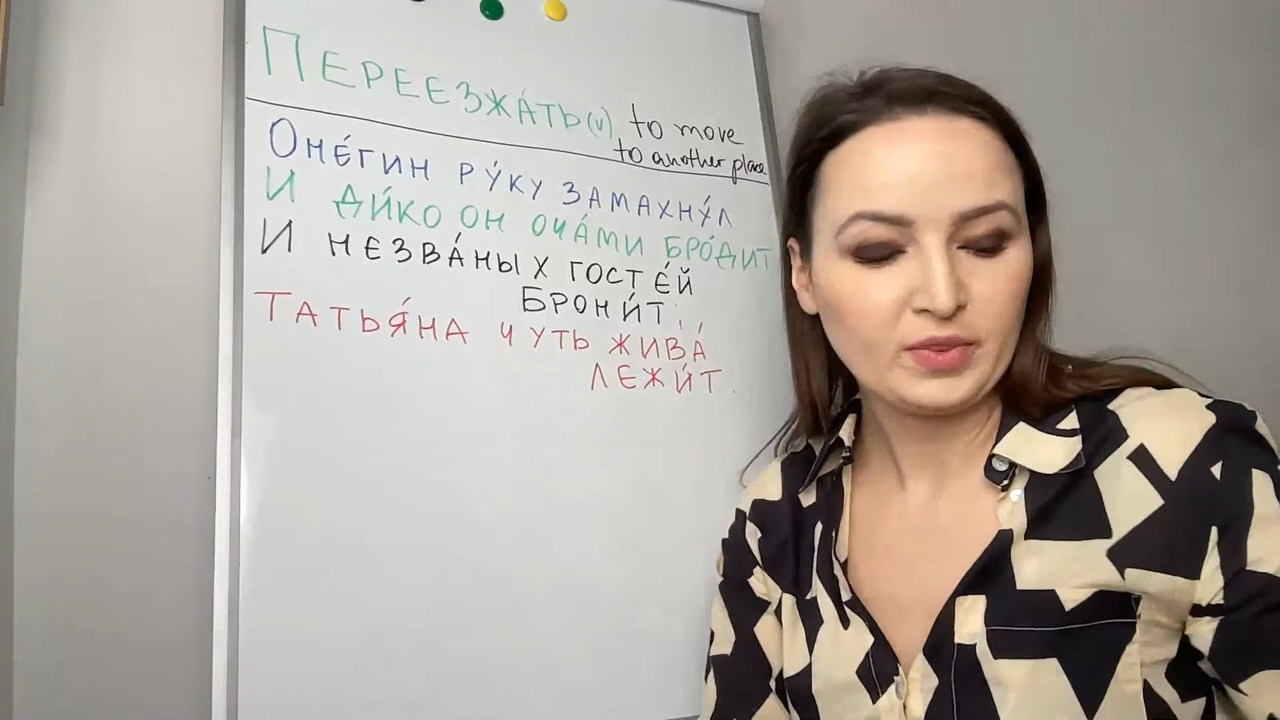 ПЕРЕЕЗЖА́ТЬ (v) to move
to another place
ОНЕ́ГИН РУ́КУ ЗАМАХНУ́Л
И ДИ́КО ОН ОЧА́МИ БРО́ДИТ
И НЕЗВА́НЫХ ГОСТЕ́Й
БРОНИ́Т;
ТАТЬЯ́НА ЧУТЬ ЖИВА́
ЛЕЖИ́Т.